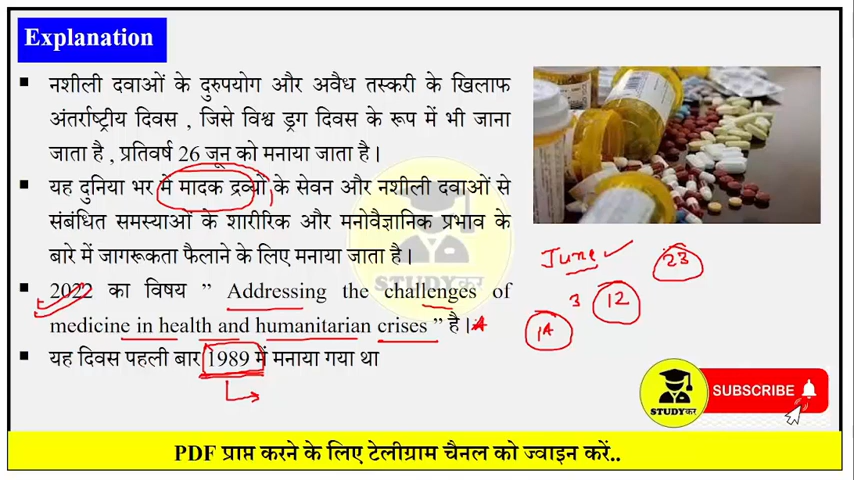 Explanation
नशीली दवाओं के दुरुपयोग और अवैध तस्करी के खिलाफ
अंतर्राष्ट्रीय दिवस , जिसे विश्व ड्रग दिवस के रूप में भी जाना
जाता है , प्रतिवर्ष 26 जून को मनाया जाता है ।
यह दुनिया भर में मादक द्रव्यों के सेवन और नशीली दवाओं से
संबंधित समस्याओं के शारीरिक और मनोवैज्ञानिक प्रभाव के
बारे में जागरूकता फैलाने के लिए मनाया जाता है ।
2022 का विषय ” Addressing the challenges of
medicine in health and humanitarian crises ” है ।
यह दिवस पहली बार 1989 में मनाया गया था
June
23
3 12
14
STUDYकर
STUDYकर
SUBSCRIBE
PDF प्राप्त करने के लिए टेलीग्राम चैनल को ज्वाइन करें..